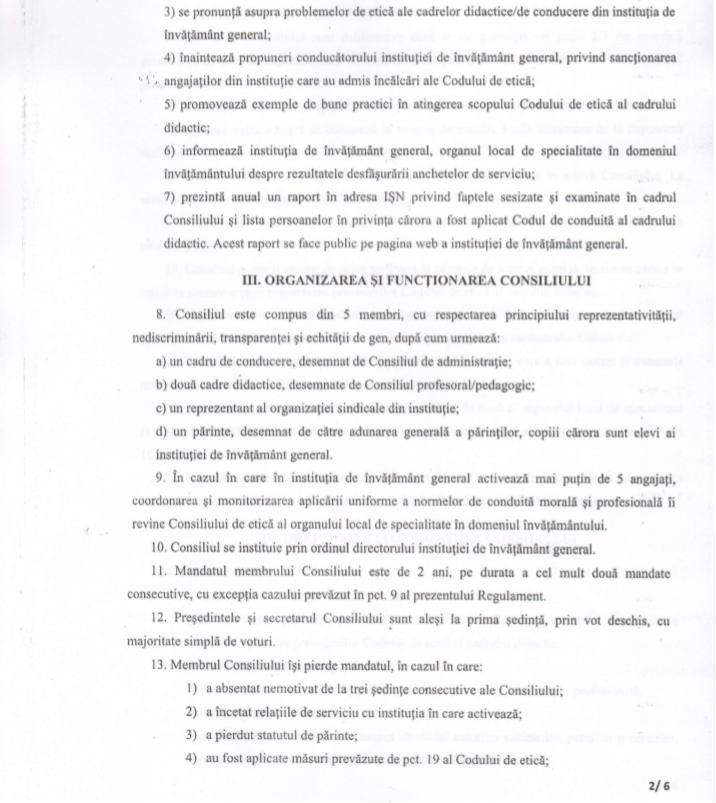 3) se pronunță asupra problemelor de etică ale cadrelor didactice/de conducere din instituția de
învățământ general;
4) înaintează propuneri conducătorului instituției de învățământ general, privind sancționarea
angajaților din instituție care au admis încălcări ale Codului de etică;
5) promovează exemple de bune practici în atingerea scopului Codului de etică al cadrului
didactic;
6) informează instituția de învățământ general, organul local de specialitate în domeniul
învățământului despre rezultatele desfășurării anchetelor de serviciu;
7) prezintă anual un raport în adresa IȘN privind faptele sesizate și examinate în cadrul
Consiliului și lista persoanelor în privința cărora a fost aplicat Codul de conduită al cadrului
didactic. Acest raport se face public pe pagina web a instituției de învățământ general.
III. ORGANIZAREA ȘI FUNCȚIONAREA CONSILIULUI
8. Consiliul este compus din 5 membri, cu respectarea principiului reprezentativității,
nediscriminării, transparenței și echității de gen, după cum urmează:
a) un cadru de conducere, desemnat de Consiliul de administrație;
b) două cadre didactice, desemnate de Consiliul profesoral/pedagogic;
c) un reprezentant al organizației sindicale din instituție;
d) un părinte, desemnat de către adunarea generală a părinților, copiii cărora sunt elevi ai
instituției de învățământ general.
9. În cazul în care în instituția de învățământ general activează mai puțin de 5 angajați,
coordonarea și monitorizarea aplicării uniforme a normelor de conduită morală și profesională îi
revine Consiliului de etică al organului local de specialitate în domeniul învățământului.
10. Consiliul se instituie prin ordinul directorului instituției de învățământ general.
11. Mandatul membrului Consiliului este de 2 ani, pe durata a cel mult două mandate
consecutive, cu excepția cazului prevăzut în pct. 9 al prezentului Regulament.
12. Președintele și secretarul Consiliului sunt aleși la prima ședință, prin vot deschis, cu
majoritate simplă de voturi.
13. Membrul Consiliului își pierde mandatul, în cazul în care:
1) a absentat nemotivat de la trei ședințe consecutive ale Consiliului;
2) a încetat relațiile de serviciu cu instituția în care activează;
3) a pierdut statutul de părinte;
4) au fost aplicate măsuri prevăzute de pct. 19 al Codului de etică;
2/ 6